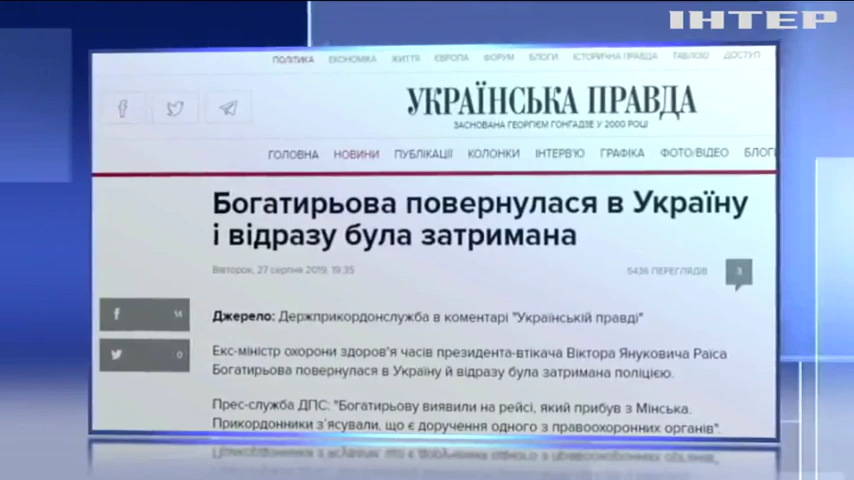 ІНТЕР
ПОЛІТИКА ЕКОНОМІКА ЖИТТЯ ЄВРОПА ФОРУМ БЛОГИ ІСТОРИЧНА ПРАВДА ТАБЛОЇД ДОСТУП
УКРАЇНСЬКА ПРАВДА
ЗАСНОВАНА ГЕОРГІЄМ ГОНГАДЗЕ У 2000 РОЦІ
ГОЛОВНА НОВИНИ ПУБЛІКАЦІЇ КОЛОНКИ ІНТЕРВ'Ю ГРАФІКА ФОТО/ВІДЕО БЛОГИ
Богатирьова повернулася в Україну
і відразу була затримана
Вівторок, 27 серпня 2019, 19:35 5436 ПЕРЕГЛЯДІВ 3
14
Джерело: Держприкордонслужба в коментарі "Українській правді"
0
Екс-міністр охорони здоров'я часів президента-втікача Віктора Януковича Раїса
Богатирьова повернулася в Україну й відразу була затримана поліцією.
Прес-служба ДПС: "Богатирьову виявили на рейсі, який прибув з Мінська.
Прикордонники з'ясували, що є доручення одного з правоохоронних органів".